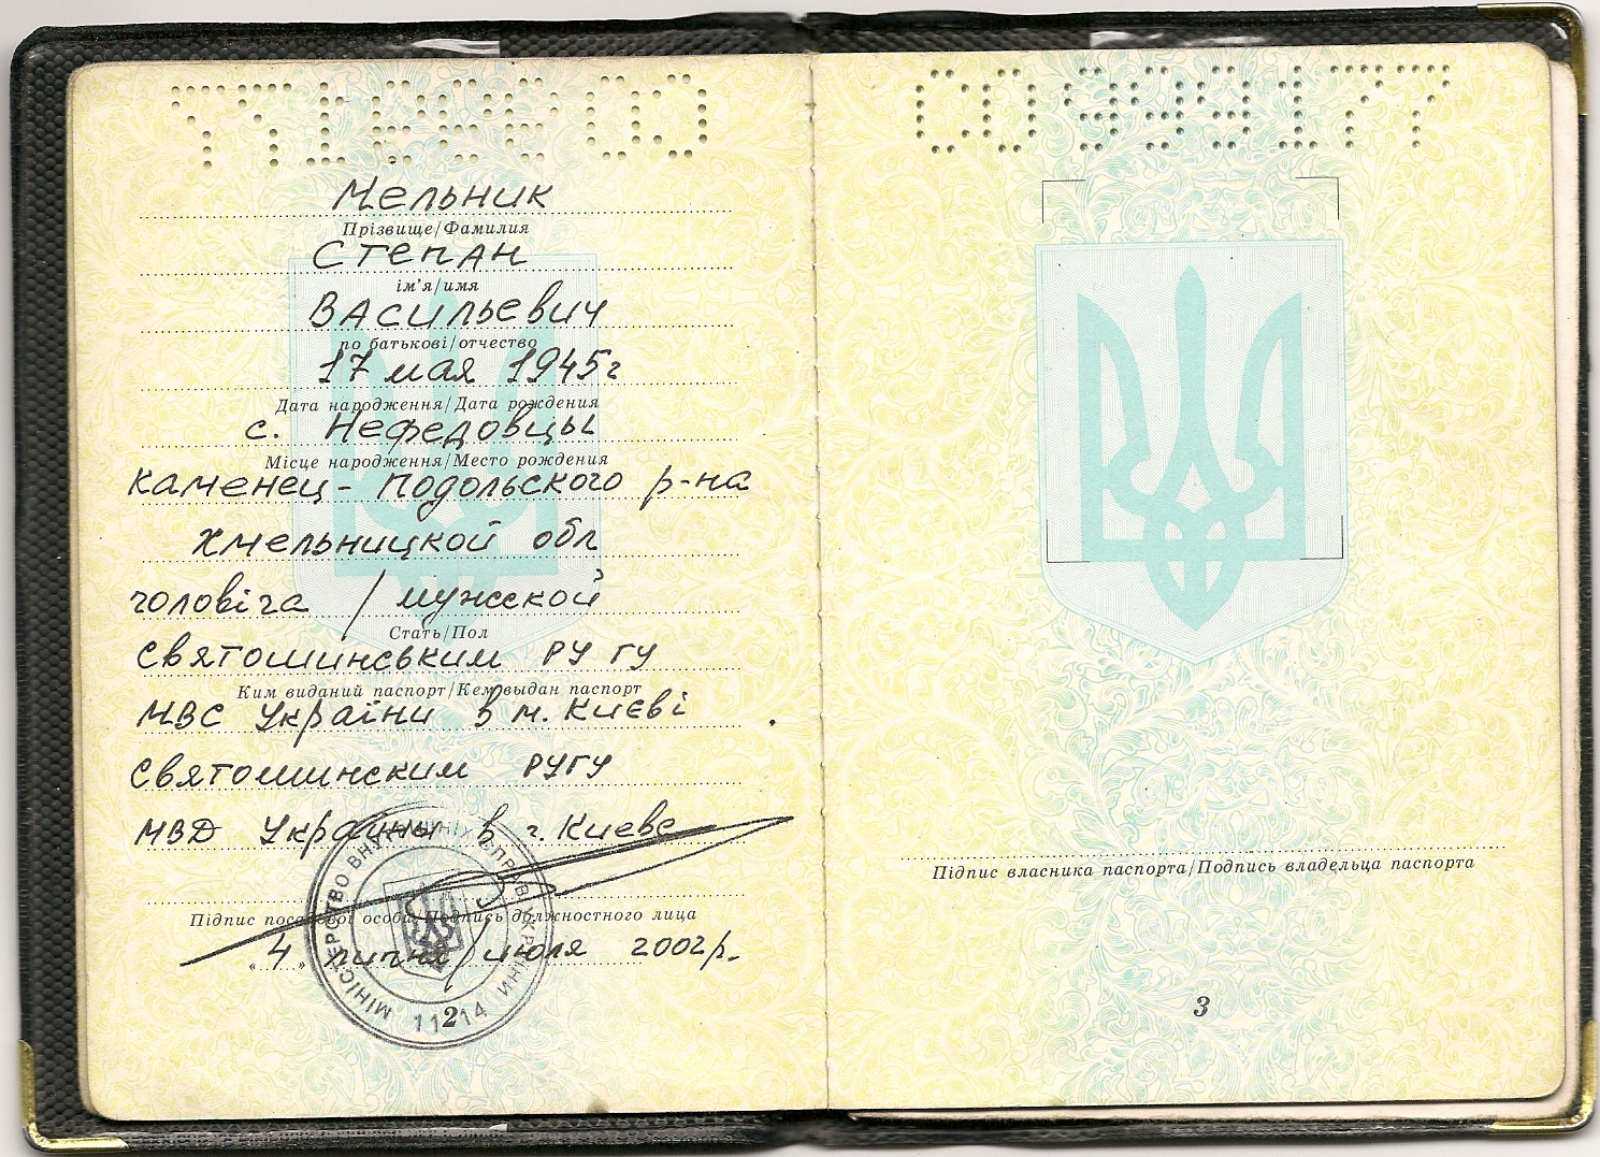 Мельник
Прізвище/Фамилия
Степан
ім'я/имя
Васильевич
по батькові/отчество
17 мая 1945г
Дата народження/Дата рождения
с. Нефедовцы
Місце народження/Место рождения
Каменец-Подольского р-на
Хмельницкой обл
чоловіча / мужской
Стать/Пол
Святошинським РУ ГУ
Ким виданий паспорт/Кем выдан паспорт
МВС України в м. Києві
Святошинским РУГУ
МВД Украины в г. Киеве
Підпис посадової особи/Подпись должностного лица
«4» липня/июля 2002р.
МІНІСТЕРСТВО ВНУТРІШНІХ СПРАВ УКРАЇНИ
11214
2
СО 999177
Підпис власника паспорта/Подпись владельца паспорта
3